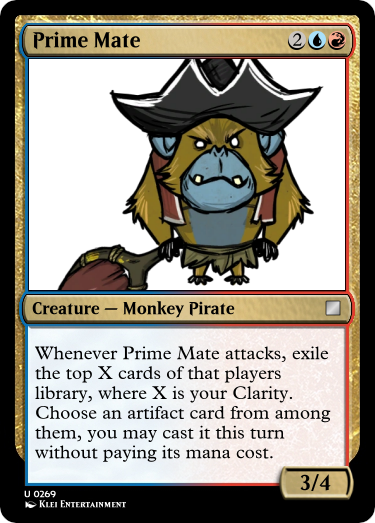 Prime Mate 2
Creature — Monkey Pirate
Whenever Prime Mate attacks, exile
the top X cards of that players
library, where X is your Clarity.
Choose an artifact card from among
them, you may cast it this turn
without paying its mana cost.
3/4
U 0269
Klei Entertainment